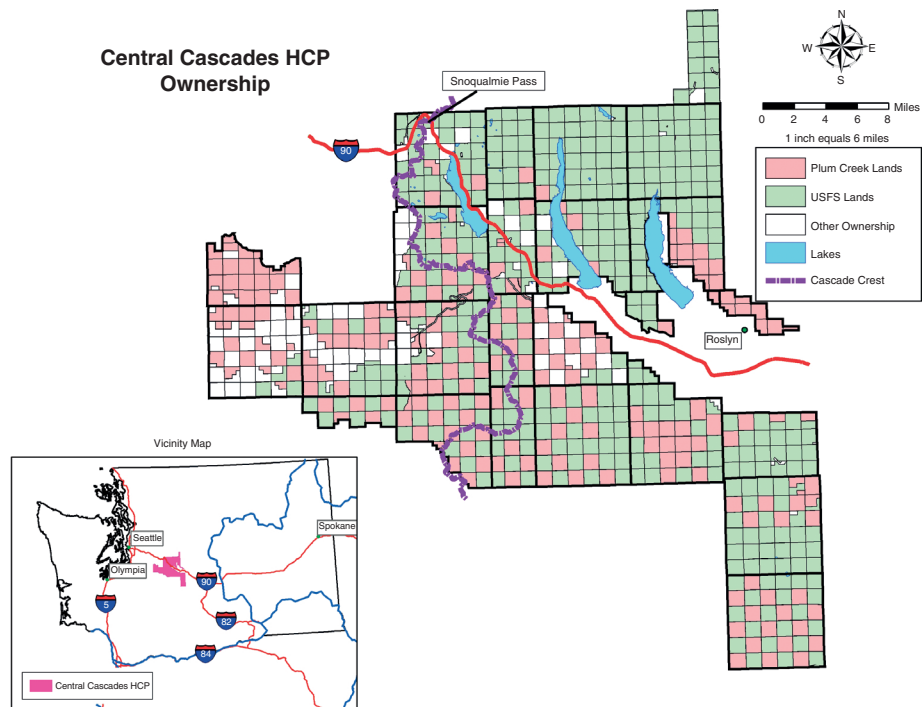 Central Cascades HCP
Ownership
Snoqualmie Pass
90
N
W
E
S
Miles
0 2 4 6 8
1 inch equals 6 miles
Plum Creek Lands
USFS Lands
Other Ownership
Lakes
Cascade Crest
Roslyn
Vicinity Map
Spokane
Seattle
Olympia
90
5
82
84
Central Cascades HCP